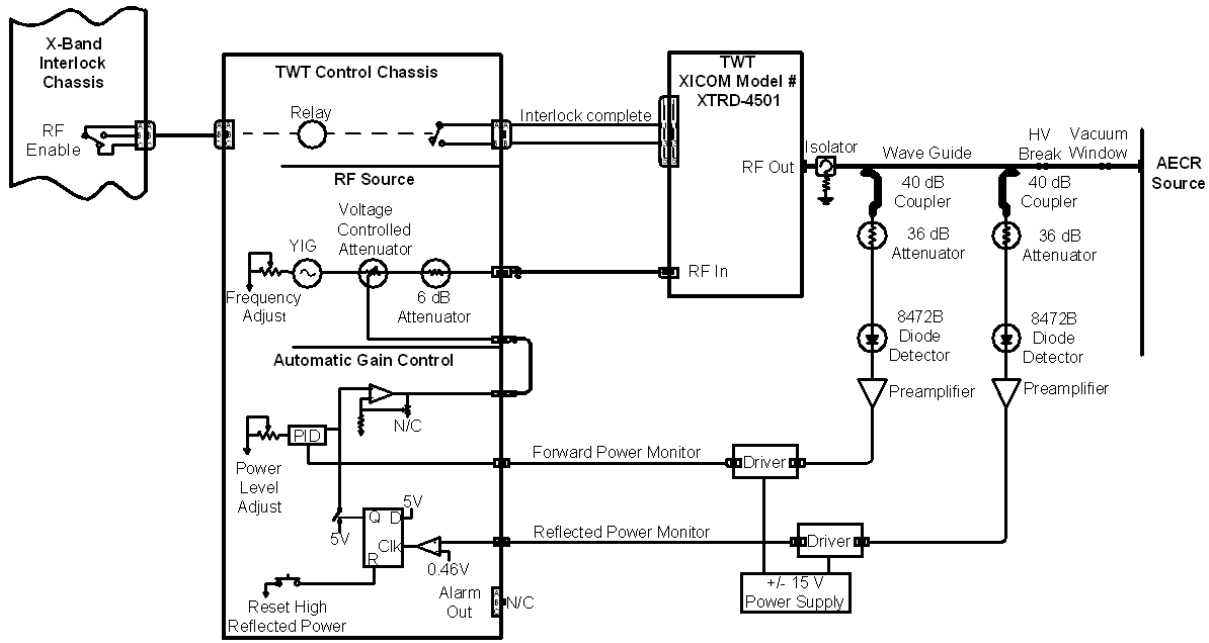 X-Band
Interlock
Chassis
RF
Enable
TWT Control Chassis
Relay
Interlock complete
TWT
XICOM Model #
XTRD-4501
RF Out
RF In
Isolator
Wave Guide
HV
Break
Vacuum
Window
AECR
Source
40 dB
Coupler
40 dB
Coupler
36 dB
Attenuator
36 dB
Attenuator
8472B
Diode
Detector
8472B
Diode
Detector
Preamplifier
Preamplifier
RF Source
Voltage
Controlled
Attenuator
YIG
Frequency
Adjust
6 dB
Attenuator
Automatic Gain Control
N/C
PID
Power
Level
Adjust
Forward Power Monitor
Driver
5V
Q D
5V
Clk
R
0.46V
Reflected Power Monitor
Driver
+/- 15 V
Power Supply
Reset High
Reflected Power
Alarm
Out
N/C